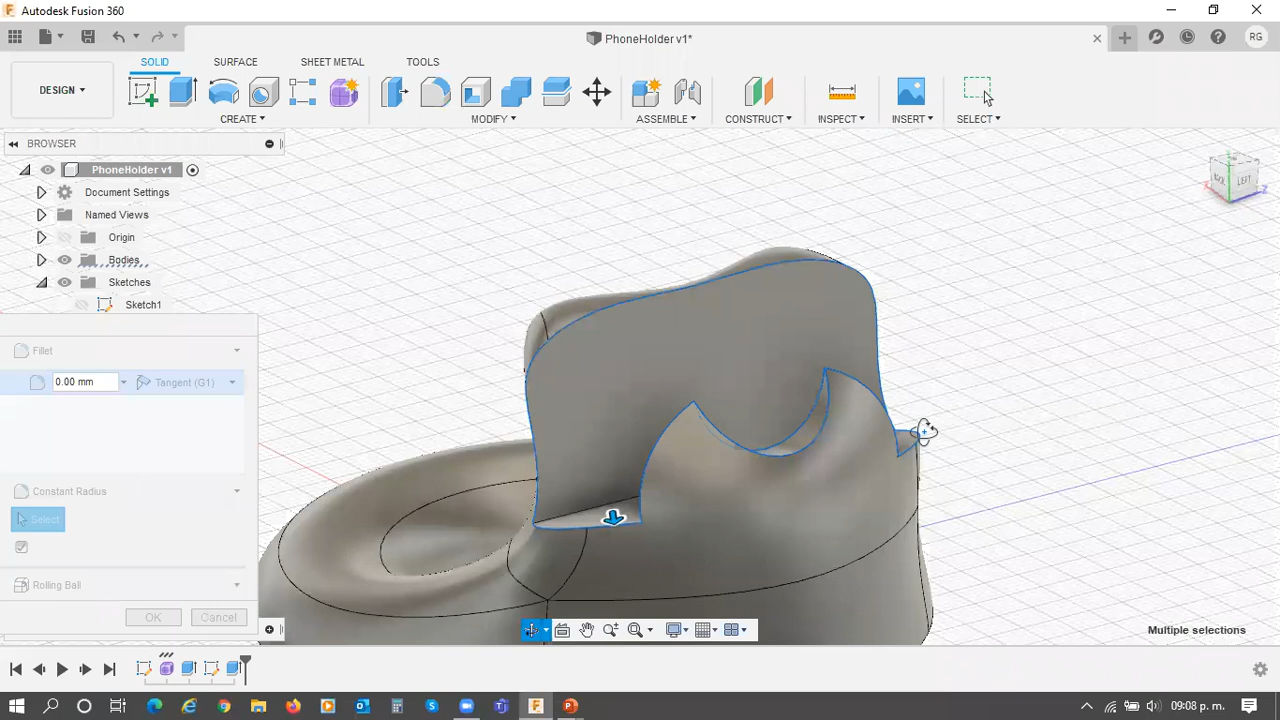 Autodesk Fusion 360
PhoneHolder v1*
RG
DESIGN
SOLID
SURFACE
SHEET METAL
TOOLS
CREATE
MODIFY
ASSEMBLE
CONSTRUCT
INSPECT
INSERT
SELECT
BROWSER
PhoneHolder v1
Document Settings
Named Views
Origin
Bodies
Sketches
Sketch1
Fillet
0.00 mm
Tangent (G1)
Constant Radius
Select
Rolling Ball
OK
Cancel
LEFT
Z
Multiple selections
09:08 p. m.